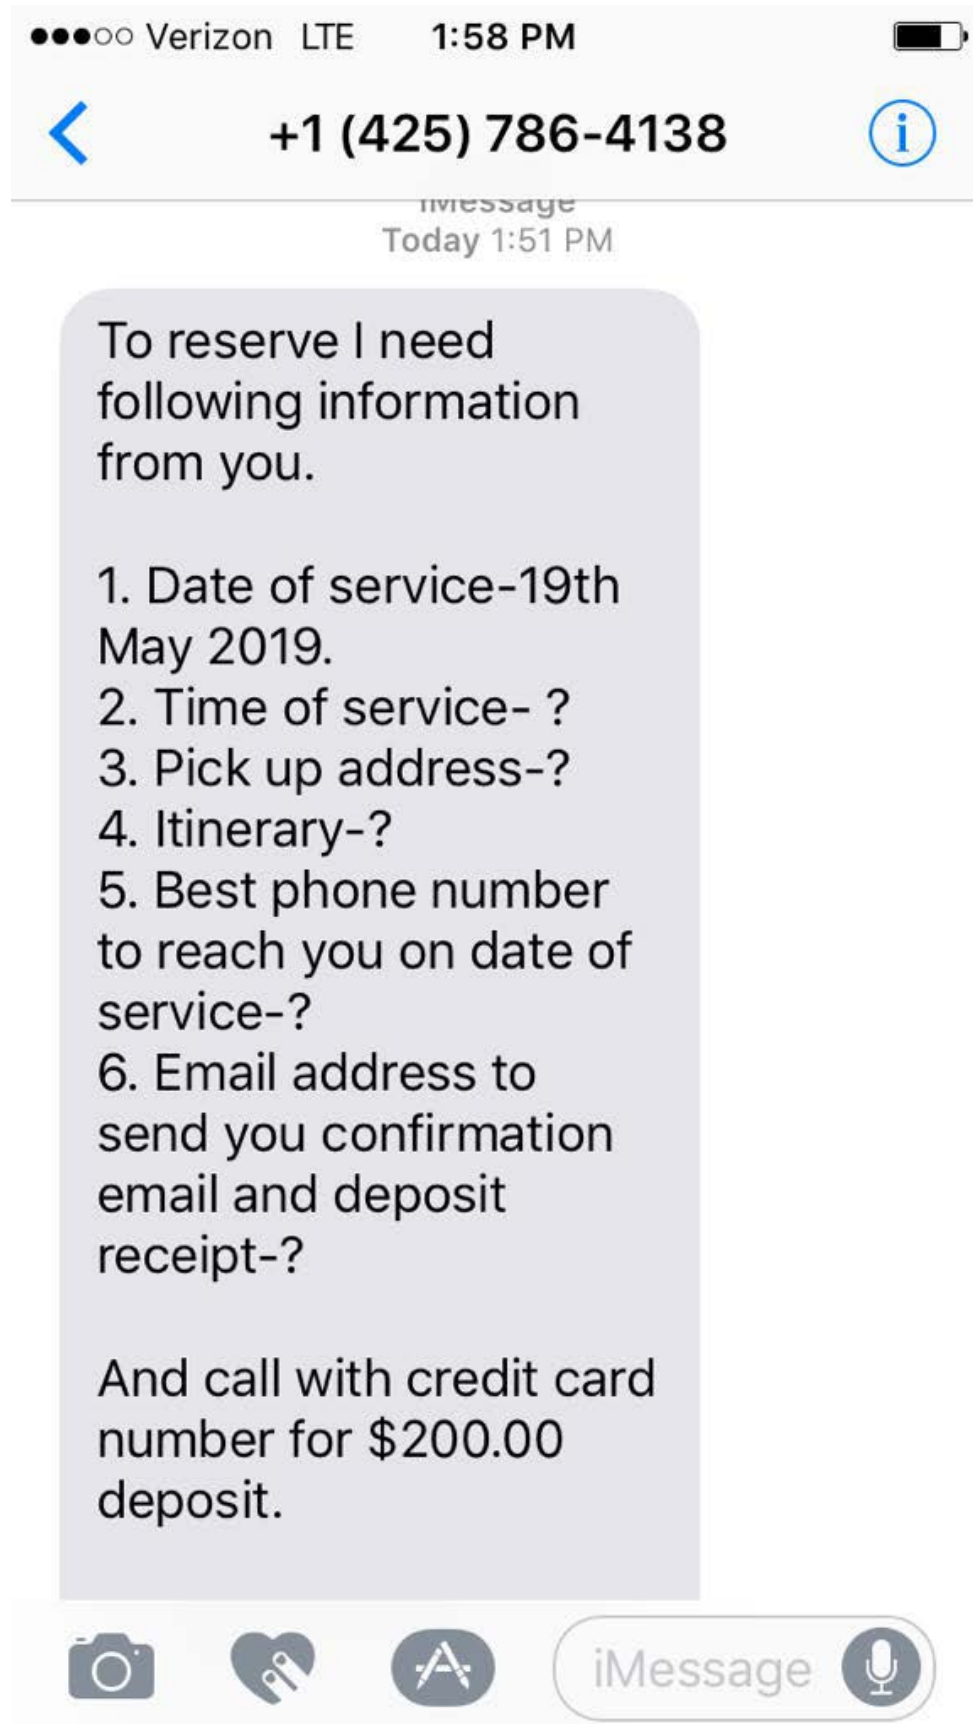 Verizon LTE 1:58 PM
+1 (425) 786-4138
iMessage
Today 1:51 PM
To reserve I need
following information
from you.
1. Date of service-19th
May 2019.
2. Time of service- ?
3. Pick up address-?
4. Itinerary-?
5. Best phone number
to reach you on date of
service-?
6. Email address to
send you confirmation
email and deposit
receipt-?
And call with credit card
number for $200.00
deposit.
iMessage